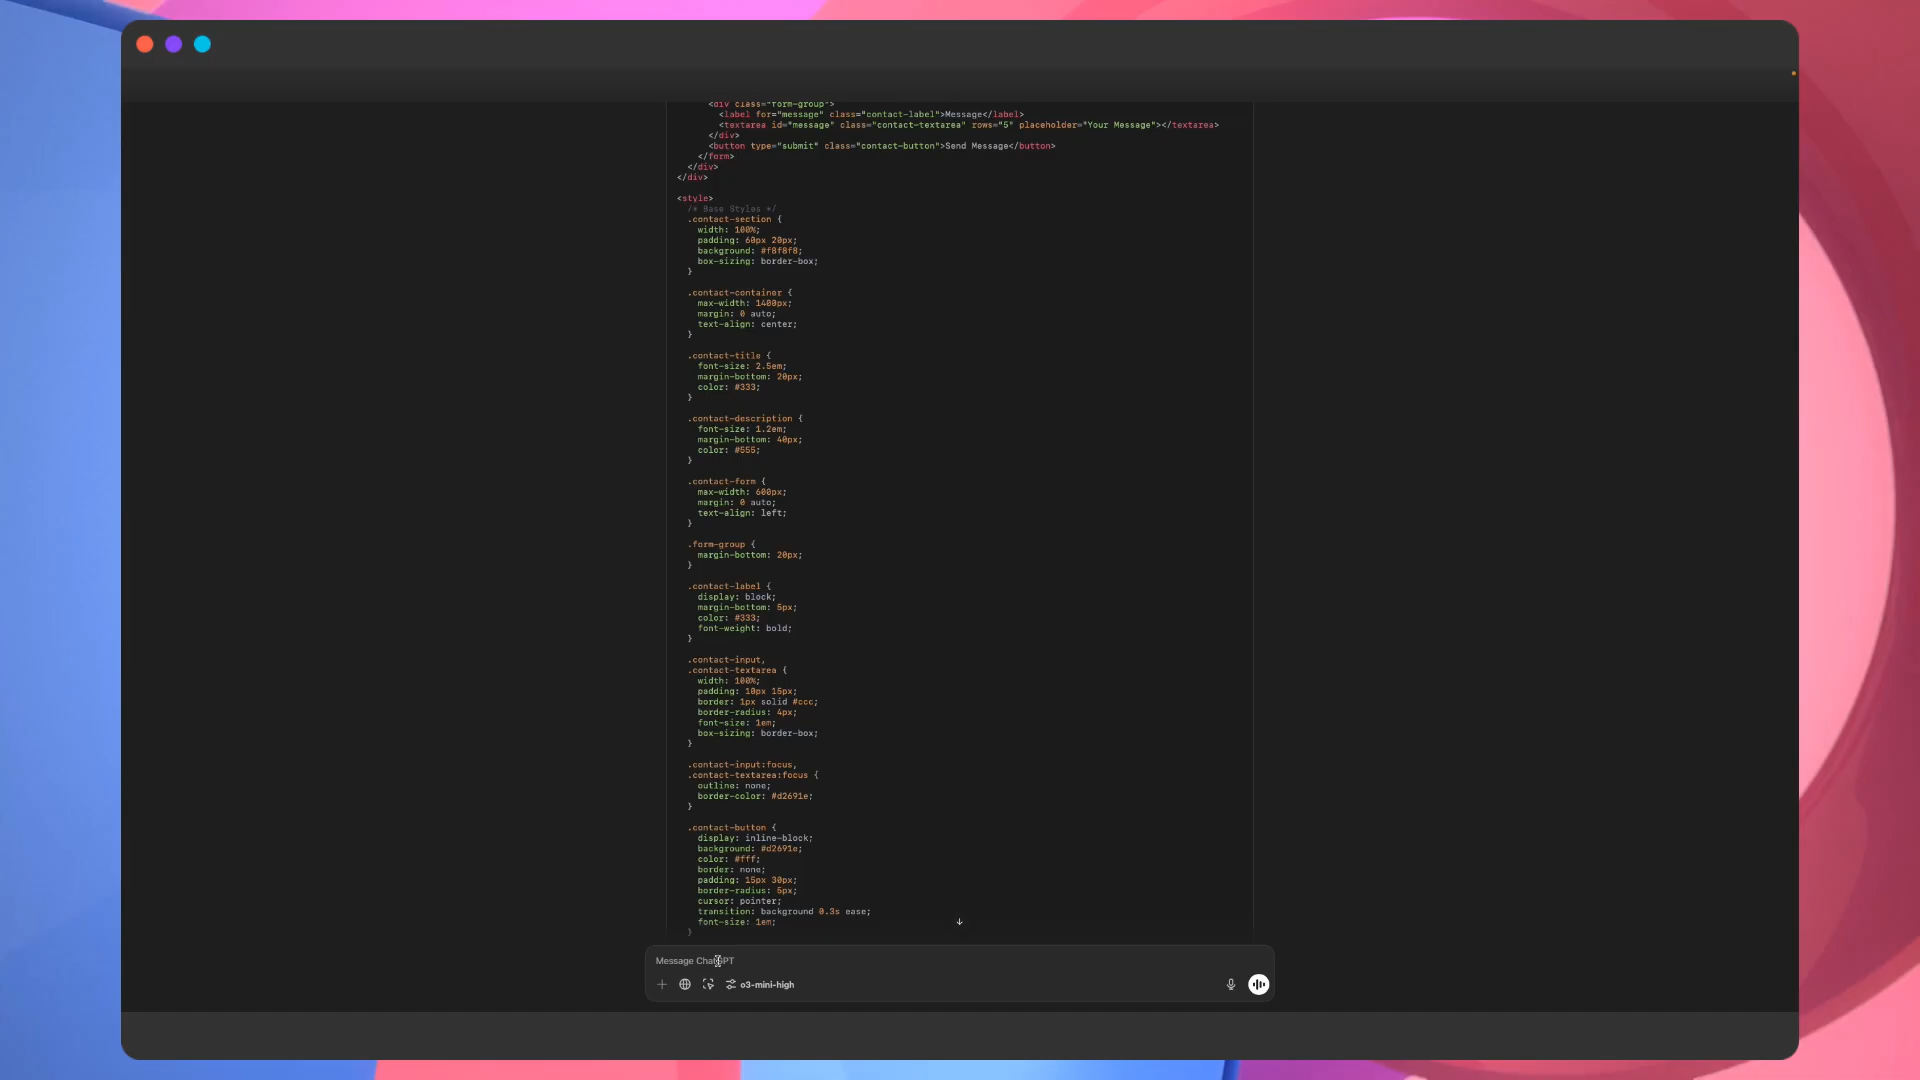 <div class="form-group">
<label for="message" class="contact-label">Message</label>
<textarea id="message" class="contact-textarea" rows="5" placeholder="Your Message"></textarea>
</div>
<button type="submit" class="contact-button">Send Message</button>
</form>
</div>
</div>
<style>
/* Base Styles */
.contact-section {
width: 100%;
padding: 60px 20px;
background: #f8f8f8;
box-sizing: border-box;
}
.contact-container {
max-width: 1400px;
margin: 0 auto;
text-align: center;
}
.contact-title {
font-size: 2.5em;
margin-bottom: 20px;
color: #333;
}
.contact-description {
font-size: 1.2em;
margin-bottom: 40px;
color: #555;
}
.contact-form {
max-width: 600px;
margin: 0 auto;
text-align: left;
}
.form-group {
margin-bottom: 20px;
}
.contact-label {
display: block;
margin-bottom: 5px;
color: #333;
font-weight: bold;
}
.contact-input,
.contact-textarea {
width: 100%;
padding: 10px 15px;
border: 1px solid #ccc;
border-radius: 4px;
font-size: 1em;
box-sizing: border-box;
}
.contact-input:focus,
.contact-textarea:focus {
outline: none;
border-color: #d2691e;
}
.contact-button {
display: inline-block;
background: #d2691e;
color: #fff;
border: none;
padding: 15px 30px;
border-radius: 5px;
cursor: pointer;
transition: background 0.3s ease;
font-size: 1em;
}
Message ChatGPT
o3-mini-high